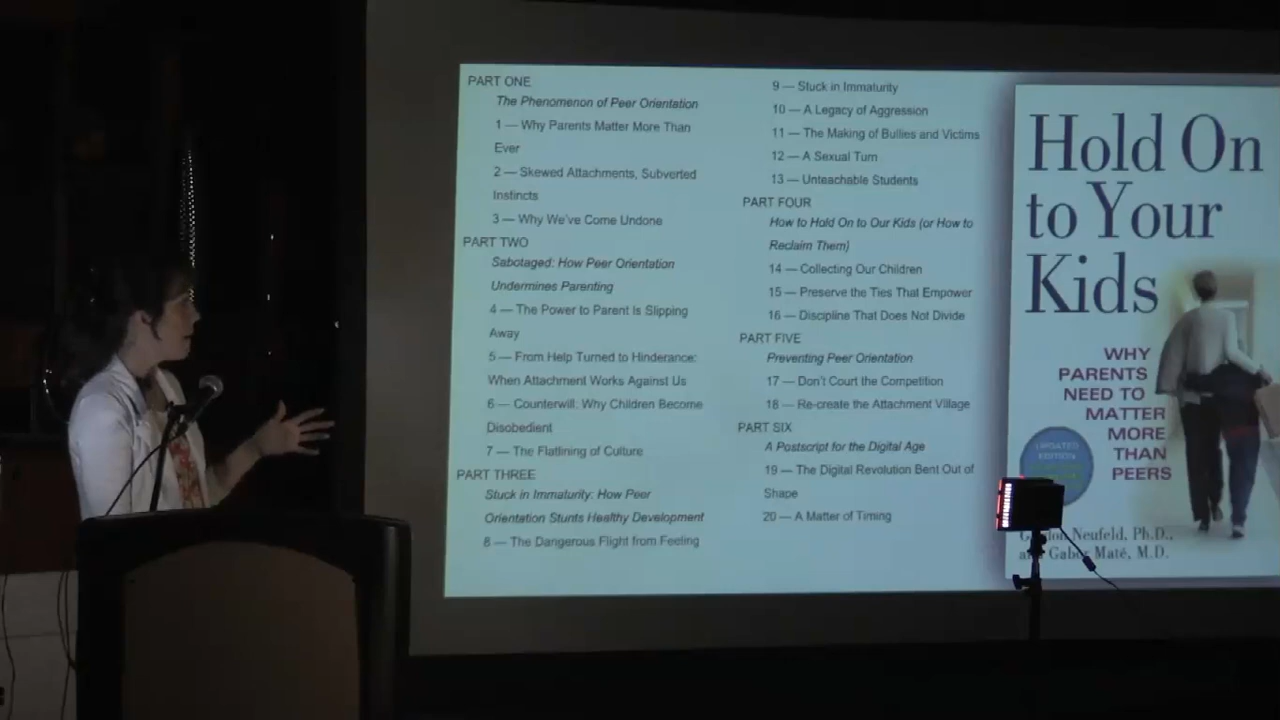 PART ONE
The Phenomenon of Peer Orientation
1 — Why Parents Matter More Than
Ever
2 — Skewed Attachments, Subverted
Instincts
3 — Why We've Come Undone
PART TWO
Sabotaged: How Peer Orientation
Undermines Parenting
4 — The Power to Parent Is Slipping
Away
5 — From Help Turned to Hinderance:
When Attachment Works Against Us
6 — Counterwill: Why Children Become
Disobedient
7 — The Flatlining of Culture
PART THREE
Stuck in Immaturity: How Peer
Orientation Stunts Healthy Development
8 — The Dangerous Flight from Feeling
9 — Stuck in Immaturity
10 — A Legacy of Aggression
11 — The Making of Bullies and Victims
12 — A Sexual Turn
13 — Unteachable Students
PART FOUR
How to Hold On to Our Kids (or How to
Reclaim Them)
14 — Collecting Our Children
15 — Preserve the Ties That Empower
16 — Discipline That Does Not Divide
PART FIVE
Preventing Peer Orientation
17 — Don't Court the Competition
18 — Re-create the Attachment Village
PART SIX
A Postscript for the Digital Age
19 — The Digital Revolution Bent Out of
Shape
20 — A Matter of Timing
Hold On
to Your
Kids
WHY
PARENTS
NEED TO
MATTER
MORE
THAN
PEERS
UPDATED
EDITION
Neufeld, Ph.D.,
Gabor Maté, M.D.